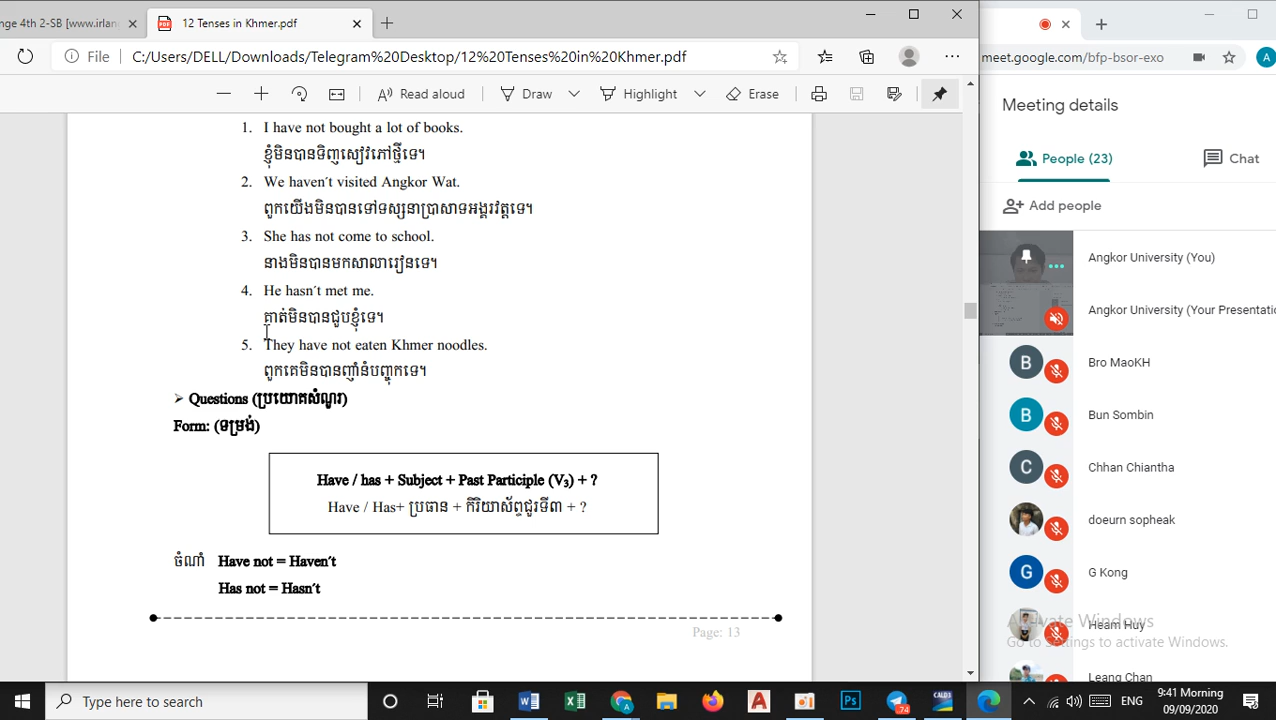 nge 4th 2-SB [www.irlan
12 Tenses in Khmer.pdf
File C:/Users/DELL/Downloads/Telegram%20Desktop/12%20Tenses%20in%20Khmer.pdf
Read aloud Draw Highlight Erase
1. I have not bought a lot of books.
ខ្ញុំមិនបានទិញសៀវភៅថ្មីទេ។
2. We haven´t visited Angkor Wat.
ពួកយើងមិនបានទៅទស្សនាប្រាសាទអង្គរវត្តទេ។
3. She has not come to school.
នាងមិនបានមកសាលារៀនទេ។
4. He hasn´t met me.
គាត់មិនបានជួបខ្ញុំទេ។
5. They have not eaten Khmer noodles.
ពួកគេមិនបានញ៉ាំនំបញ្ចុកទេ។
➢ Questions (ប្រយោគសំណួរ)
Form: (ទម្រង់)
Have / has + Subject + Past Participle (V₃) + ?
Have / Has+ ប្រធាន + កិរិយាស័ព្ទជួរទី៣ + ?
ចំណាំ Have not = Haven´t
Has not = Hasn´t
Page: 13
meet.google.com/bfp-bsor-exo
A
Meeting details
People (23) Chat
Add people
Angkor University (You)
Angkor University (Your Presentatio
B Bro MaoKH
B Bun Sombin
C Chhan Chiantha
doeurn sopheak
G G Kong
Heam Huy
Leang Chan
Activate Windows
Go to Settings to activate Windows.
Type here to search
74
CALD3
ENG
9:41 Morning
09/09/2020